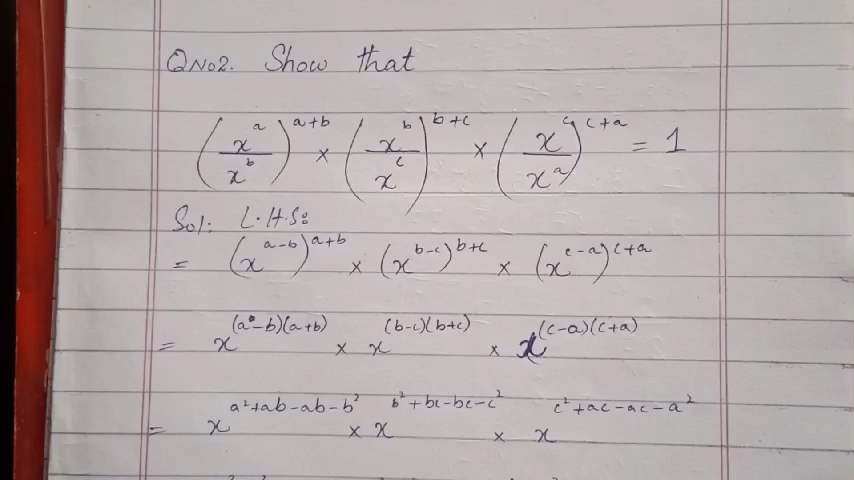 QNo2. Show that
(x^a / x^b)^(a+b) × (x^b / x^c)^(b+c) × (x^c / x^a)^(c+a) = 1
Sol: L.H.S:
= (x^(a-b))^(a+b) × (x^(b-c))^(b+c) × (x^(c-a))^(c+a)
= x^(a-b)(a+b) × x^(b-c)(b+c) × x^(c-a)(c+a)
= x^(a²+ab-ab-b²) × x^(b²+bc-bc-c²) × x^(c²+ac-ac-a²)